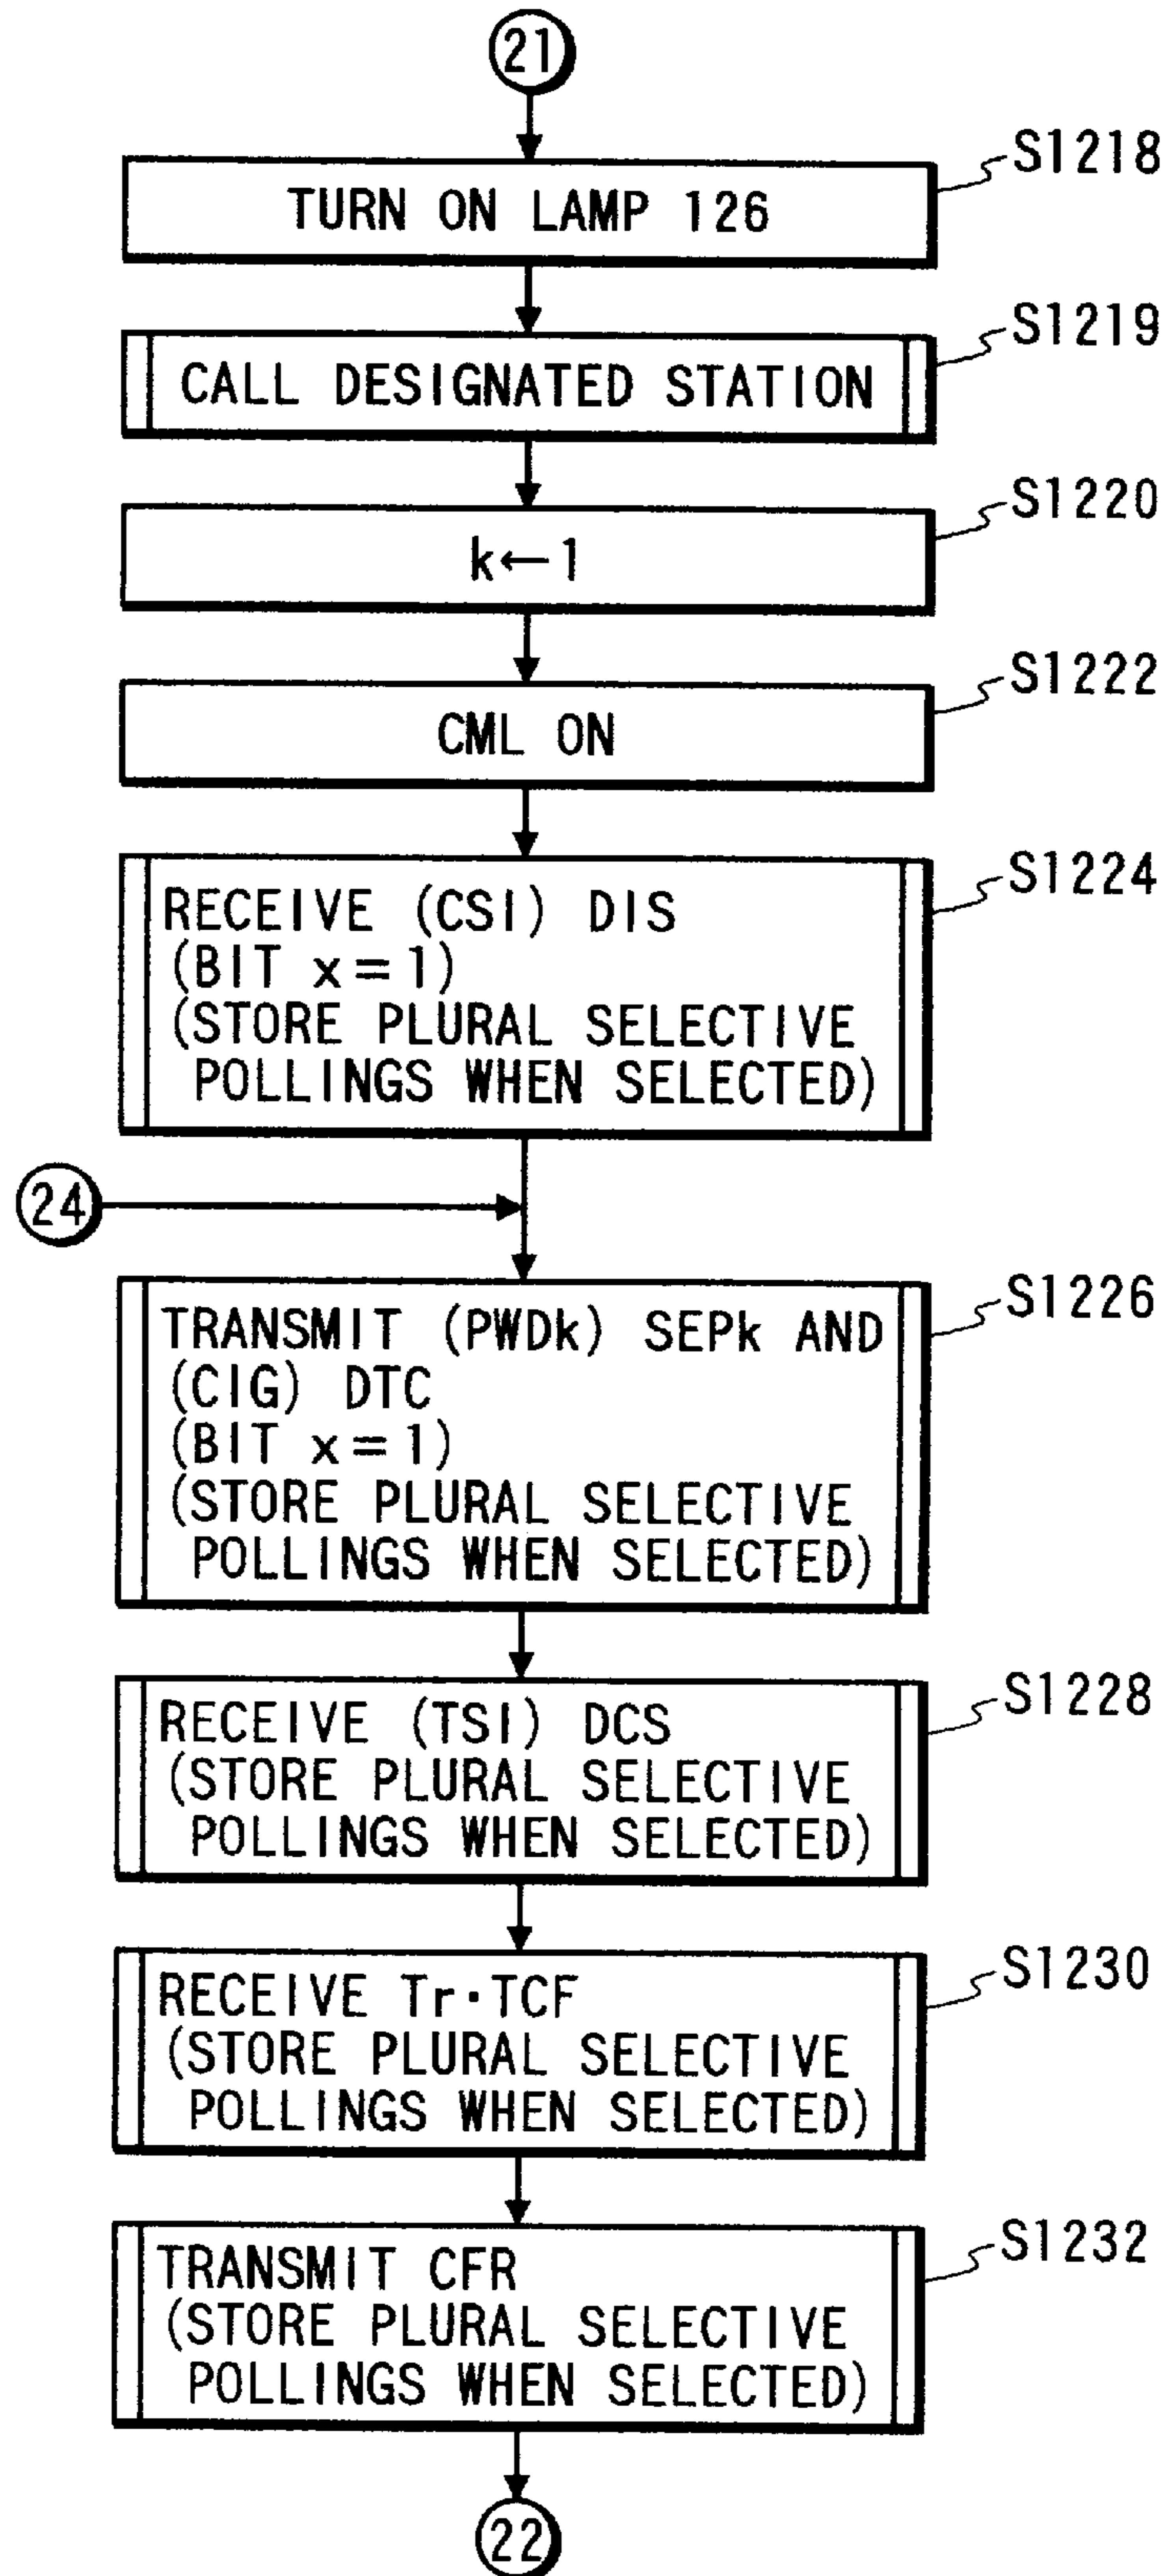 21
S1218
TURN ON LAMP 126
S1219
CALL DESIGNATED STATION
S1220
k←1
S1222
CML ON
S1224
RECEIVE (CSI) DIS
(BIT x=1)
(STORE PLURAL SELECTIVE
POLLINGS WHEN SELECTED)
24
S1226
TRANSMIT (PWDk) SEPk AND
(CIG) DTC
(BIT x=1)
(STORE PLURAL SELECTIVE
POLLINGS WHEN SELECTED)
S1228
RECEIVE (TSI) DCS
(STORE PLURAL SELECTIVE
POLLINGS WHEN SELECTED)
S1230
RECEIVE Tr·TCF
(STORE PLURAL SELECTIVE
POLLINGS WHEN SELECTED)
S1232
TRANSMIT CFR
(STORE PLURAL SELECTIVE
POLLINGS WHEN SELECTED)
22